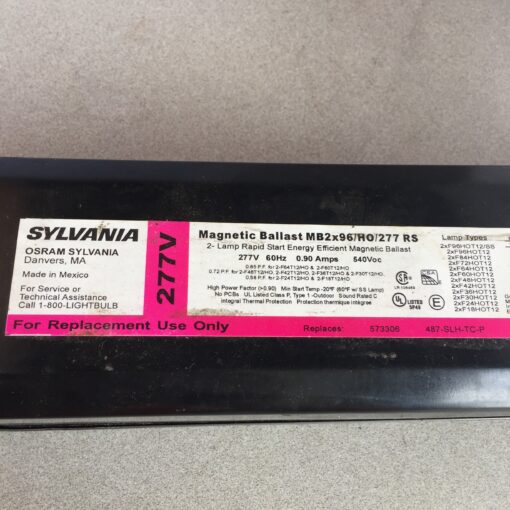 SYLVANIA
OSRAM SYLVANIA
Danvers, MA
Made in Mexico
For Service or
Technical Assistance
Call 1-800-LIGHTBULB
277V
Magnetic Ballast MB2x96/HO/277 RS
2- Lamp Rapid Start Energy Efficient Magnetic Ballast
277V 60Hz 0.90 Amps 540Voc
High Power Factor (>0.90) Min Start Temp -20°F (60°F w/ SS Lamp)
No PCBs UL Listed Class P, Type 1-Outdoor Sound Rated C
Integral Thermal Protection Protection thermique intégrée
UL
LISTED
E
Lamp Types
2xF96HOT12/SS
2xF96HOT12
2xF84HOT12
2xF72HOT12
2xF64HOT12
2xF60HOT12
2xF48HOT12
2xF42HOT12
2xF36HOT12
2xF30HOT12
2xF24HOT12
2xF18HOT12
For Replacement Use Only
Replaces: 573306 487-SLH-TC-P